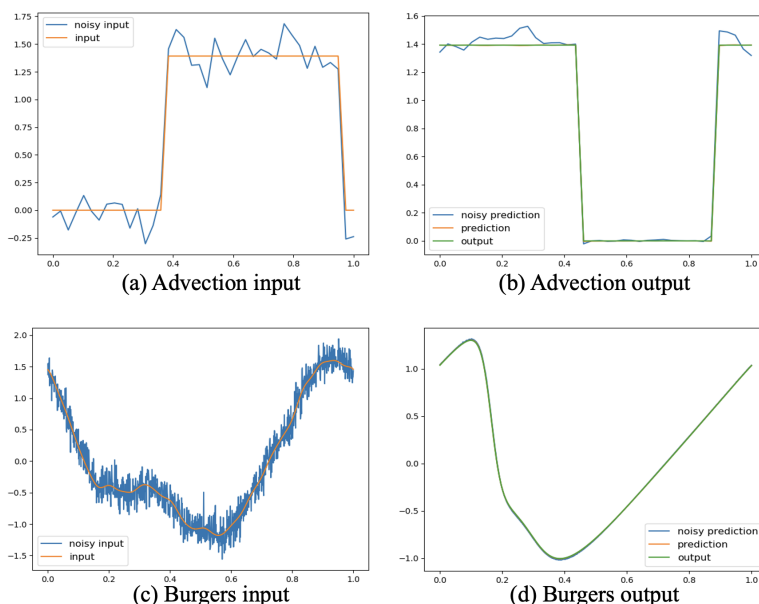 1.75
1.50
1.25
1.00
0.75
0.50
0.25
0.00
−0.25
0.0 0.2 0.4 0.6 0.8 1.0
noisy input
input
(a) Advection input
1.6
1.4
1.2
1.0
0.8
0.6
0.4
0.2
0.0
0.0 0.2 0.4 0.6 0.8 1.0
noisy prediction
prediction
output
(b) Advection output
2.0
1.5
1.0
0.5
0.0
−0.5
−1.0
−1.5
0.0 0.2 0.4 0.6 0.8 1.0
noisy input
input
(c) Burgers input
1.0
0.5
0.0
−0.5
−1.0
0.0 0.2 0.4 0.6 0.8 1.0
noisy prediction
prediction
output
(d) Burgers output